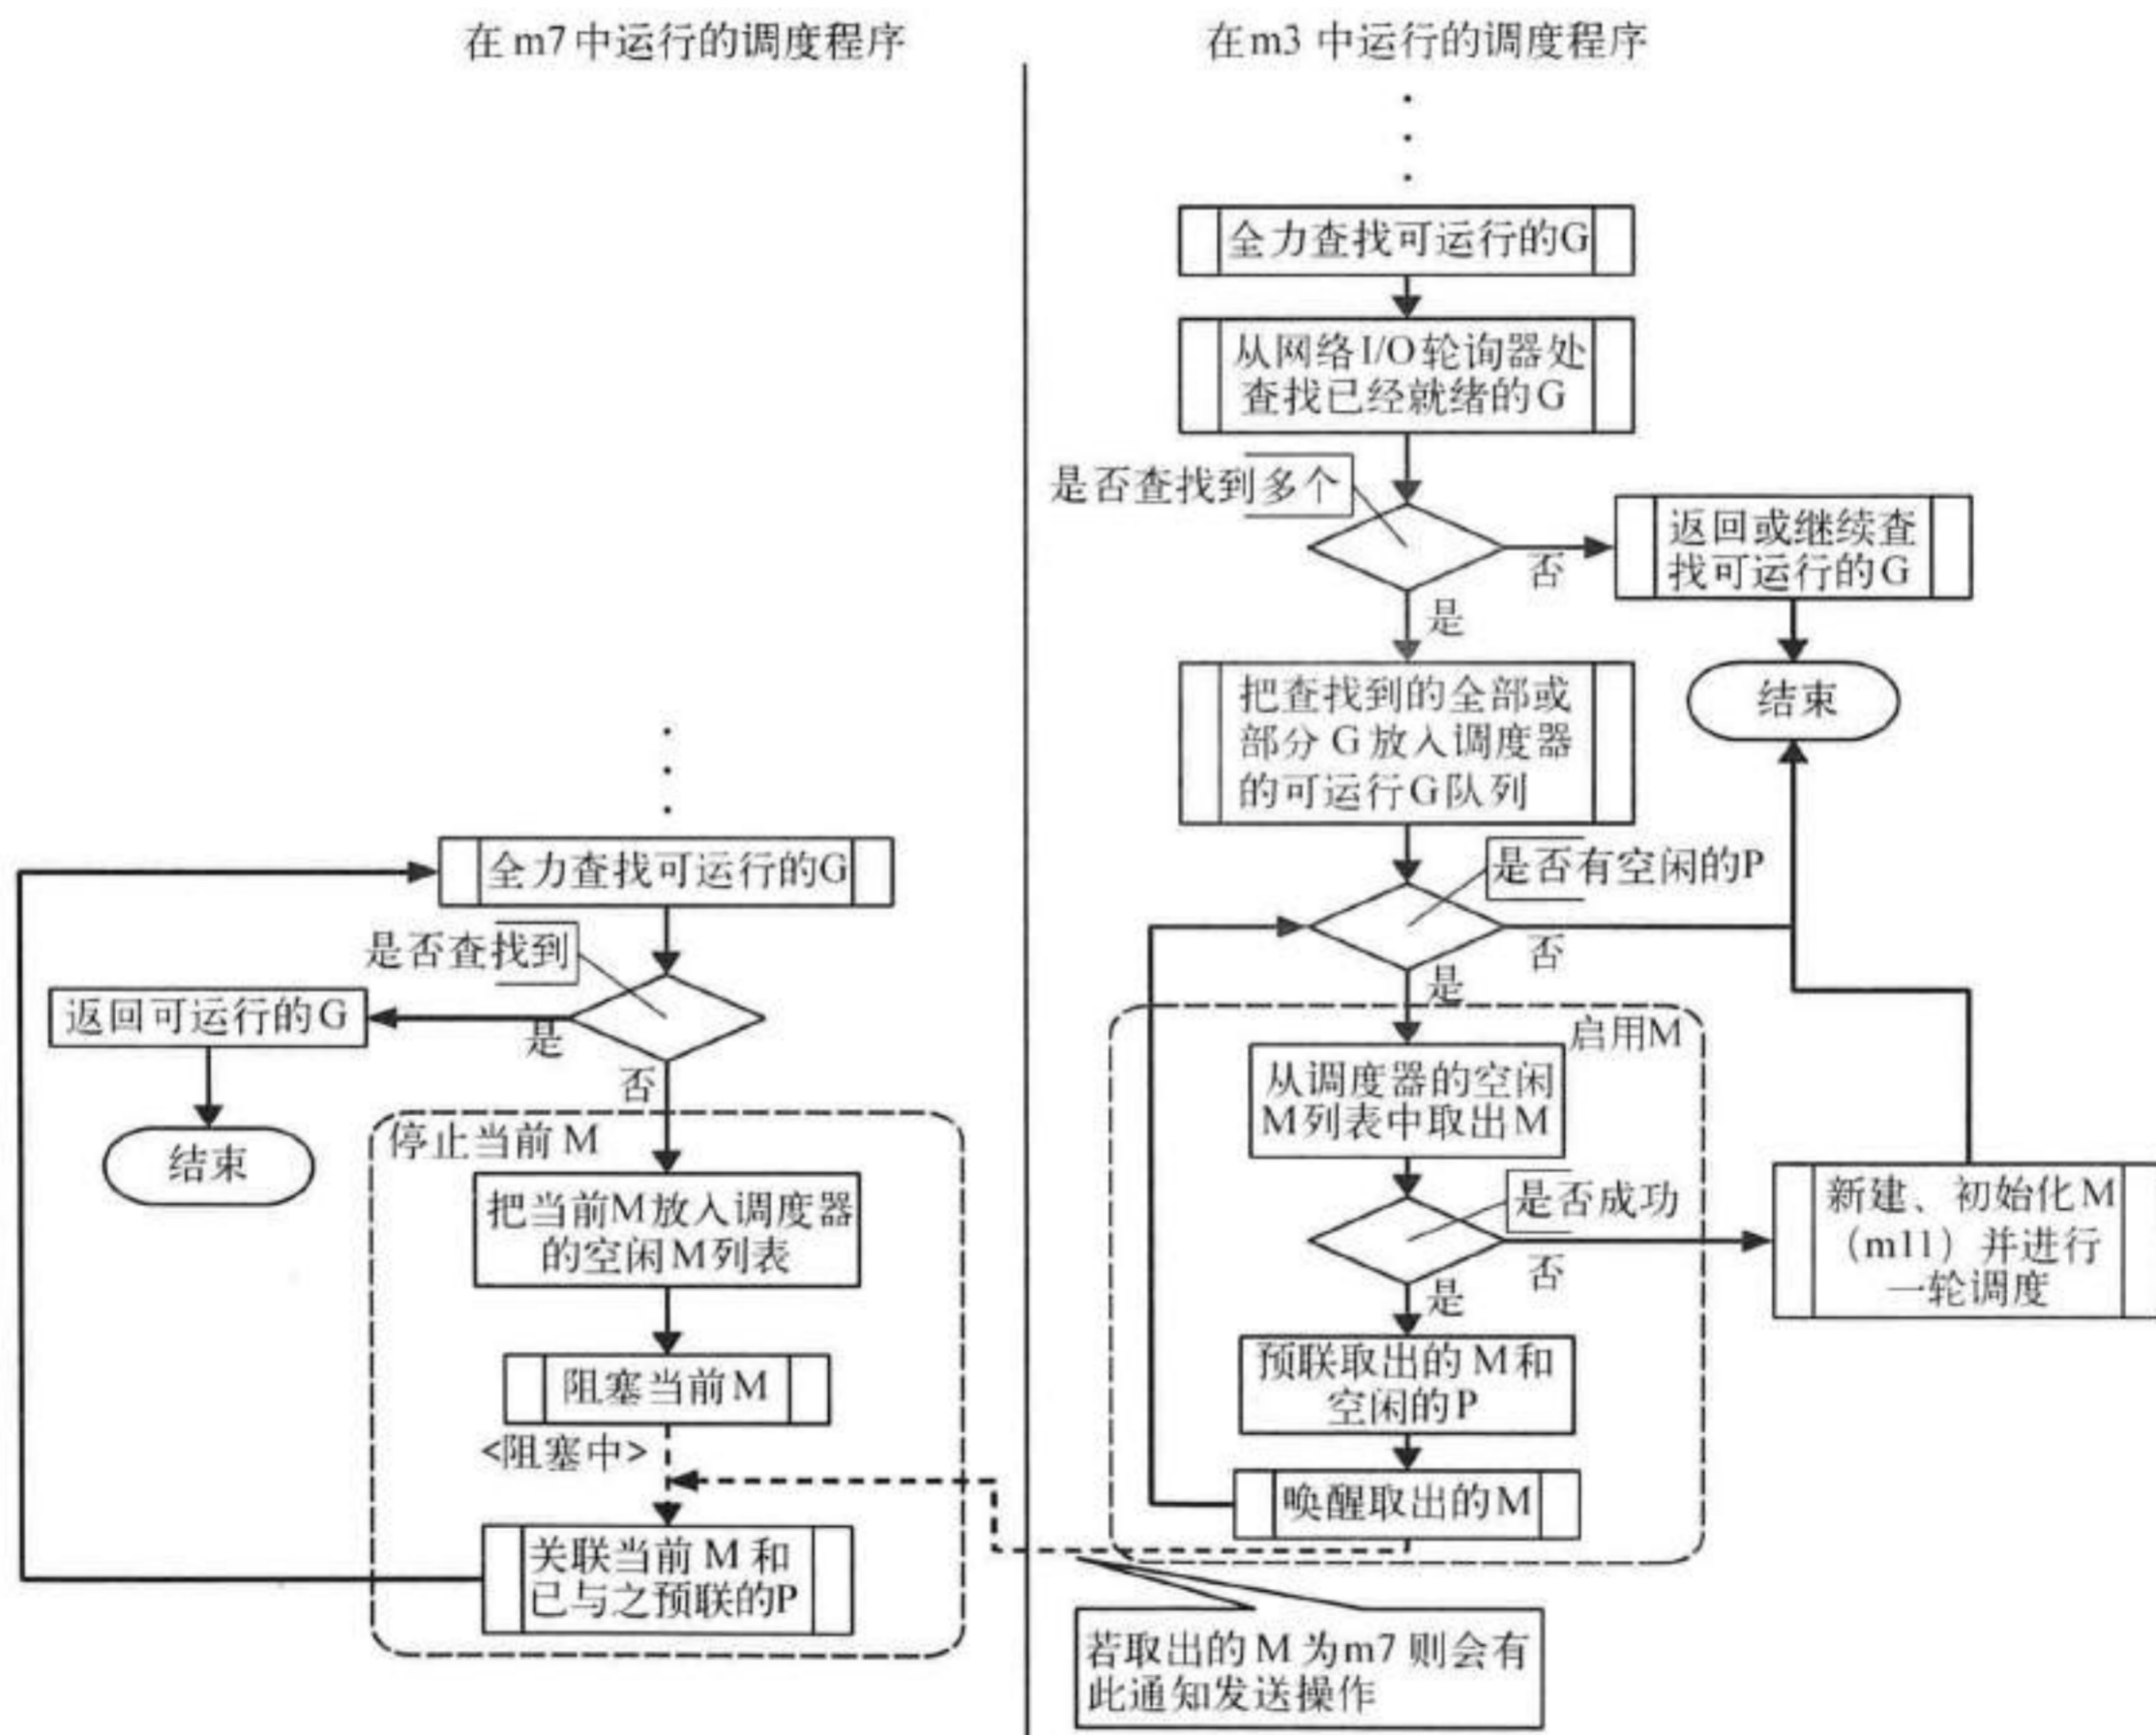 在 m7 中运行的调度程序
在m3 中运行的调度程序
全力查找可运行的G
从网络I/O轮询器处
查找已经就绪的G
是否查找到多个
否
返回或继续查
找可运行的G
是
结束
把查找到的全部或
部分 G 放入调度器
的可运行G队列
是否有空闲的P
否
是
启用M
从调度器的空闲
M列表中取出M
是否成功
否
新建、初始化 M
（m11）并进行
一轮调度
是
预联取出的 M 和
空闲的P
唤醒取出的M
若取出的 M 为m7 则会有
此通知发送操作
全力查找可运行的G
是否查找到
返回可运行的G
是
否
结束
停止当前 M
把当前M放入调度器
的空闲M列表
阻塞当前M
<阻塞中>
关联当前 M 和
已与之预联的P